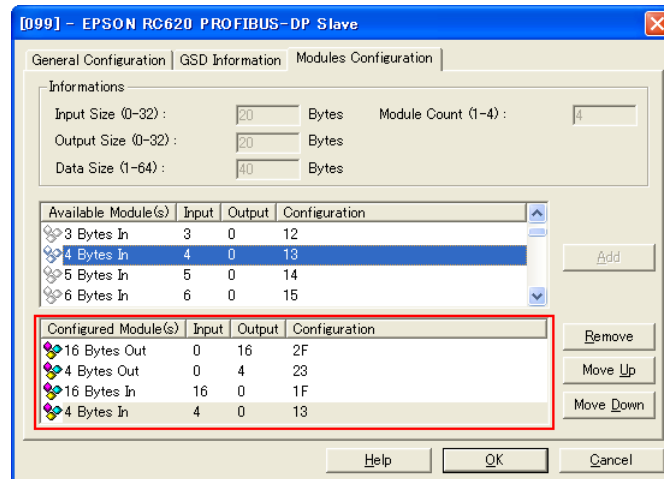 [099] - EPSON RC620 PROFIBUS-DP Slave
General Configuration GSD Information Modules Configuration
Informations
Input Size (0-32) : 20 Bytes Module Count (1-4) : 4
Output Size (0-32) : 20 Bytes
Data Size (1-64) : 40 Bytes
Available Module(s) Input Output Configuration
3 Bytes In 3 0 12
4 Bytes In 4 0 13
5 Bytes In 5 0 14
6 Bytes In 6 0 15
Add
Configured Module(s) Input Output Configuration
16 Bytes Out 0 16 2F
4 Bytes Out 0 4 23
16 Bytes In 16 0 1F
4 Bytes In 4 0 13
Remove
Move Up
Move Down
Help OK Cancel